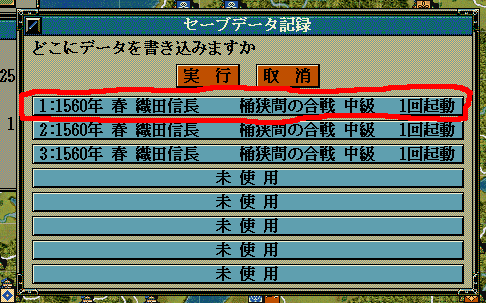 セーブデータ記録
どこにデータを書き込みますか
実 行 取 消
25
1:1560年 春 織田信長 桶狭間の合戦 中級 1回起動
1
2:1560年 春 織田信長 桶狭間の合戦 中級 1回起動
3:1560年 春 織田信長 桶狭間の合戦 中級 1回起動
未 使 用
未 使 用
未 使 用
未 使 用
未 使 用